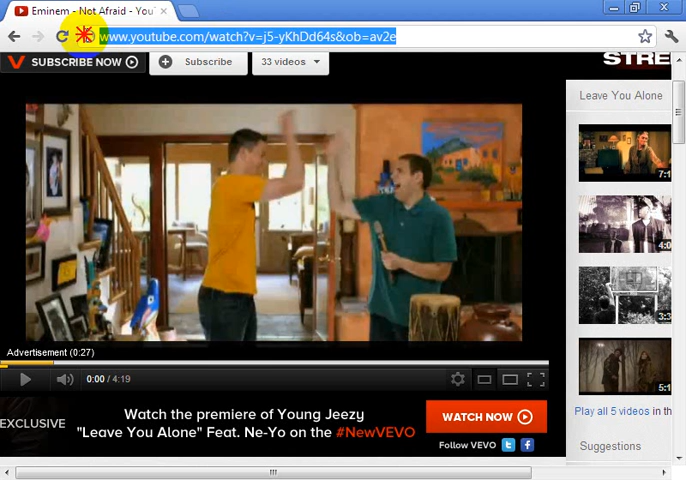 Eminem - Not Afraid - You
www.youtube.com/watch?v=j5-yKhDd64s&ob=av2e
SUBSCRIBE NOW
Subscribe
33 videos
STRE
Leave You Alone
7:1
4:0
3:3
5:1
Advertisement (0:27)
0:00 / 4:19
EXCLUSIVE
Watch the premiere of Young Jeezy
"Leave You Alone" Feat. Ne-Yo on the #NewVEVO
WATCH NOW
Follow VEVO
Play all 5 videos in th
Suggestions